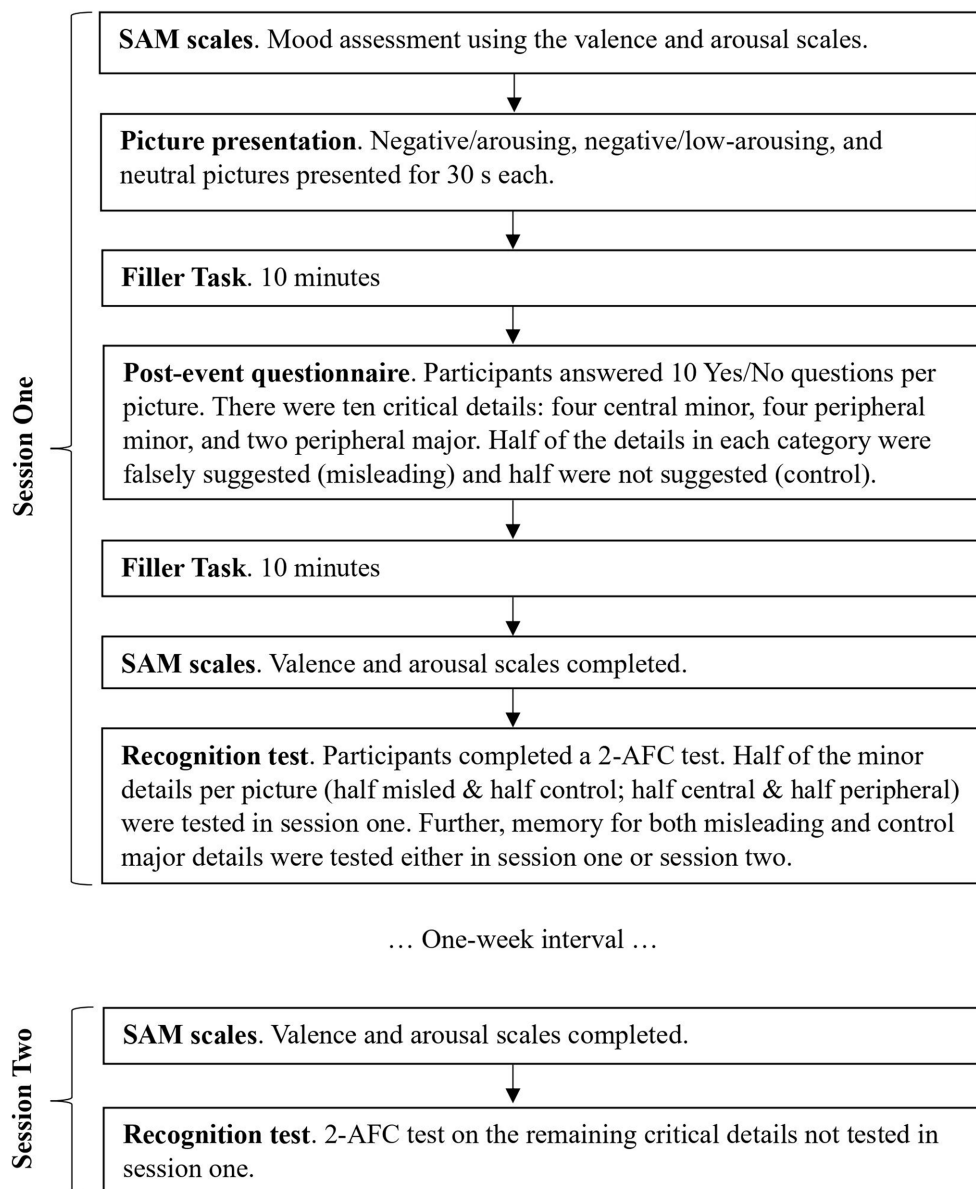 SAM scales. Mood assessment using the valence and arousal scales.
Picture presentation. Negative/arousing, negative/low-arousing, and
neutral pictures presented for 30 s each.
Filler Task. 10 minutes
Post-event questionnaire. Participants answered 10 Yes/No questions per
picture. There were ten critical details: four central minor, four peripheral
minor, and two peripheral major. Half of the details in each category were
falsely suggested (misleading) and half were not suggested (control).
Filler Task. 10 minutes
SAM scales. Valence and arousal scales completed.
Recognition test. Participants completed a 2-AFC test. Half of the minor
details per picture (half misled & half control; half central & half peripheral)
were tested in session one. Further, memory for both misleading and control
major details were tested either in session one or session two.
Session One
… One-week interval …
SAM scales. Valence and arousal scales completed.
Recognition test. 2-AFC test on the remaining critical details not tested in
session one.
Session Two